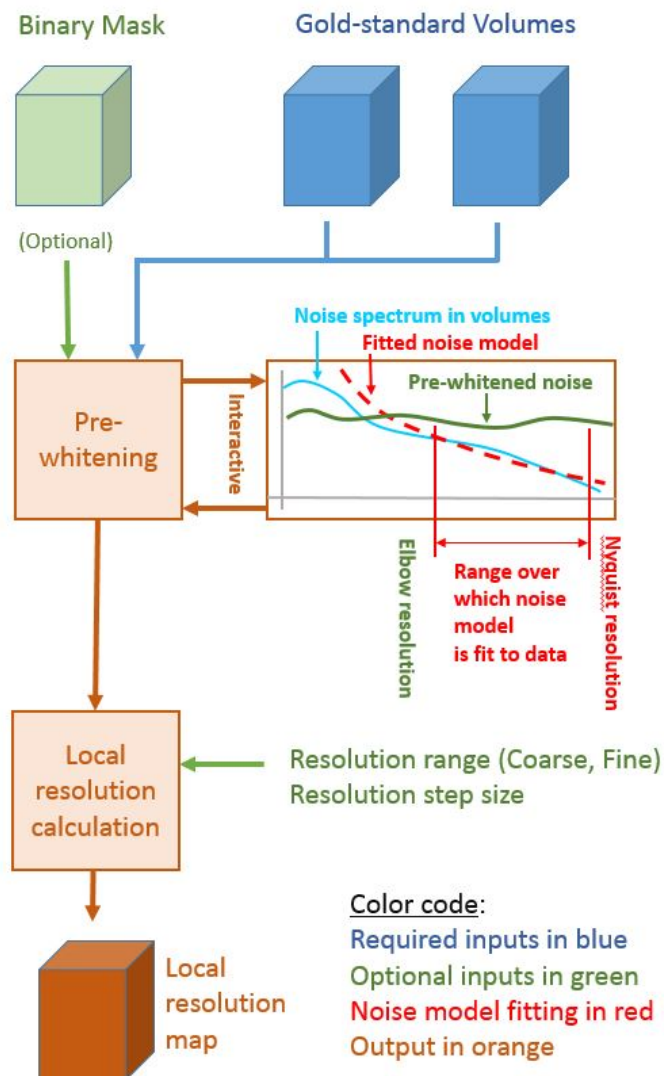 Binary Mask
Gold-standard Volumes
(Optional)
Noise spectrum in volumes
Fitted noise model
Pre-whitened noise
Pre-
whitening
Interactive
Elbow resolution
Range over
which noise
model
is fit to data
Nyquist resolution
Local
resolution
calculation
Resolution range (Coarse, Fine)
Resolution step size
Local
resolution
map
Color code:
Required inputs in blue
Optional inputs in green
Noise model fitting in red
Output in orange